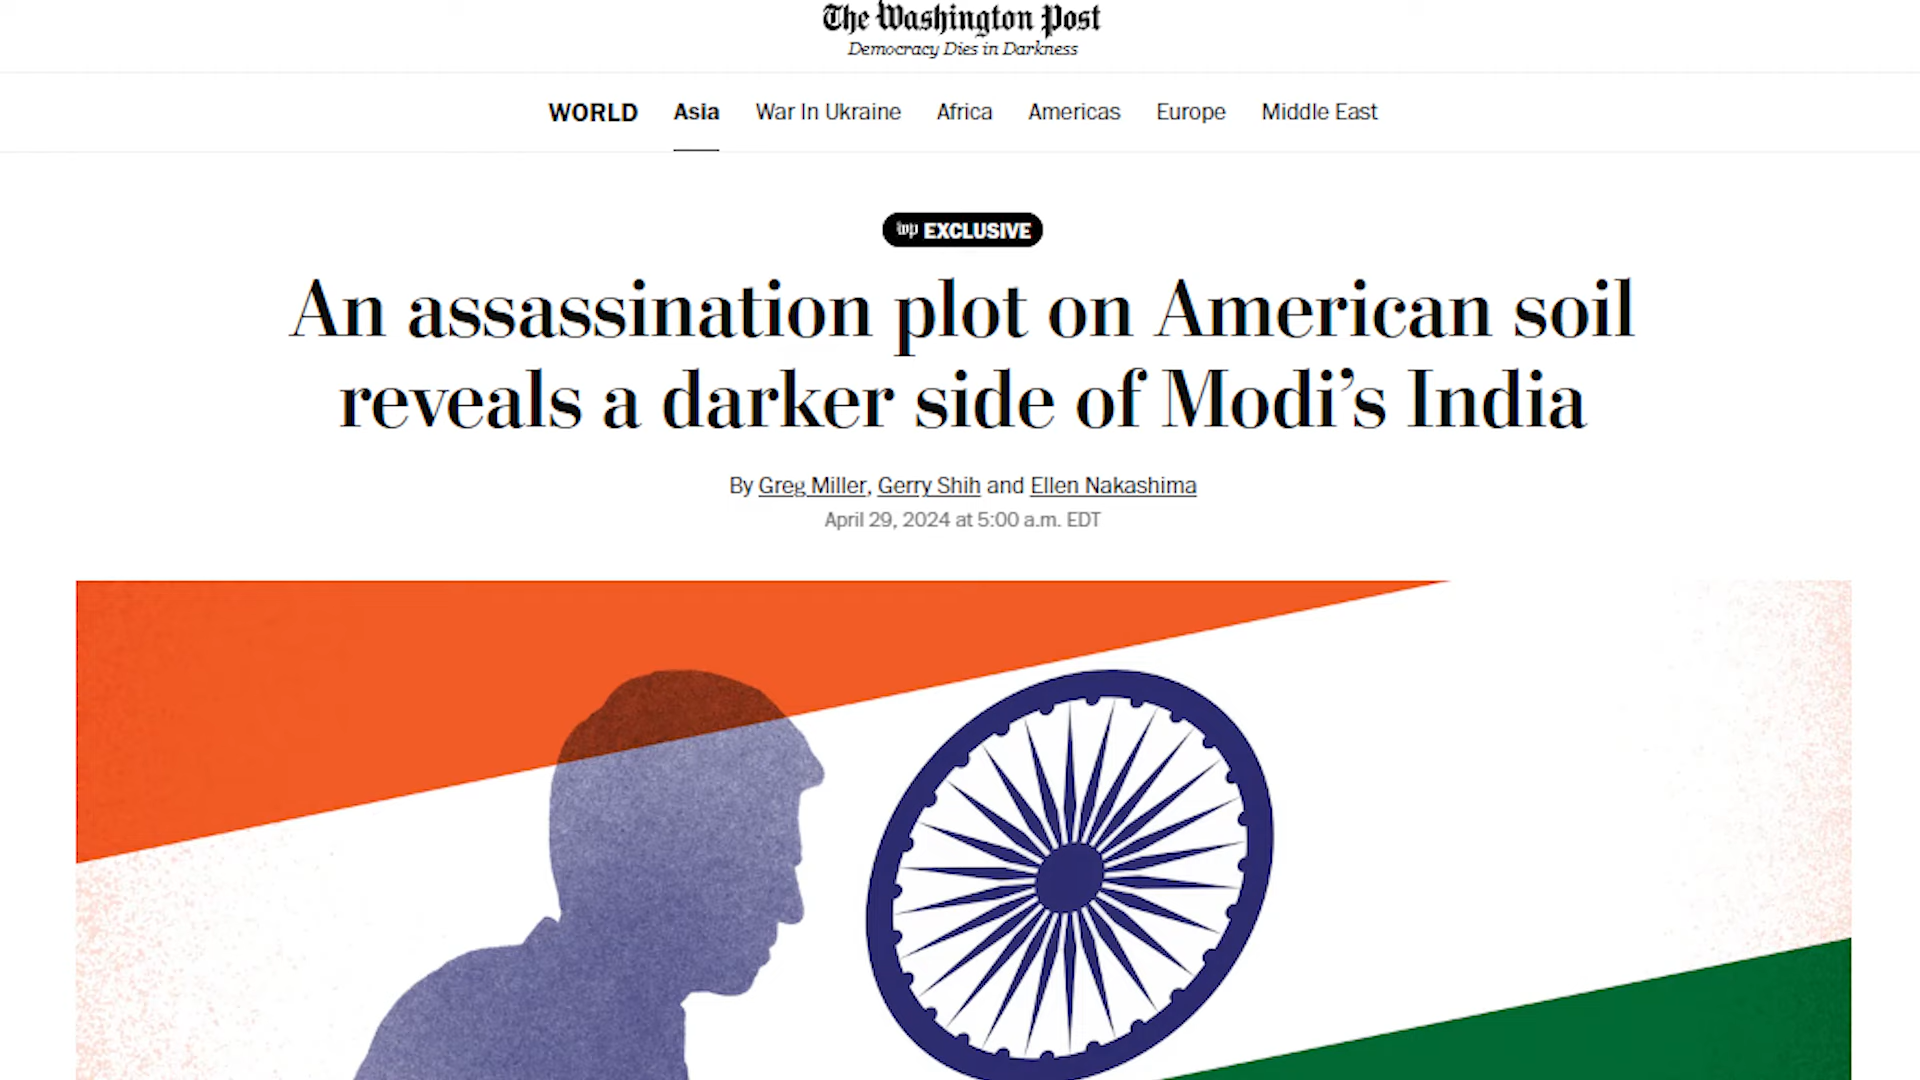 The Washington Post
Democracy Dies in Darkness
WORLD Asia War In Ukraine Africa Americas Europe Middle East
wp EXCLUSIVE
An assassination plot on American soil
reveals a darker side of Modi’s India
By Greg Miller, Gerry Shih and Ellen Nakashima
April 29, 2024 at 5:00 a.m. EDT